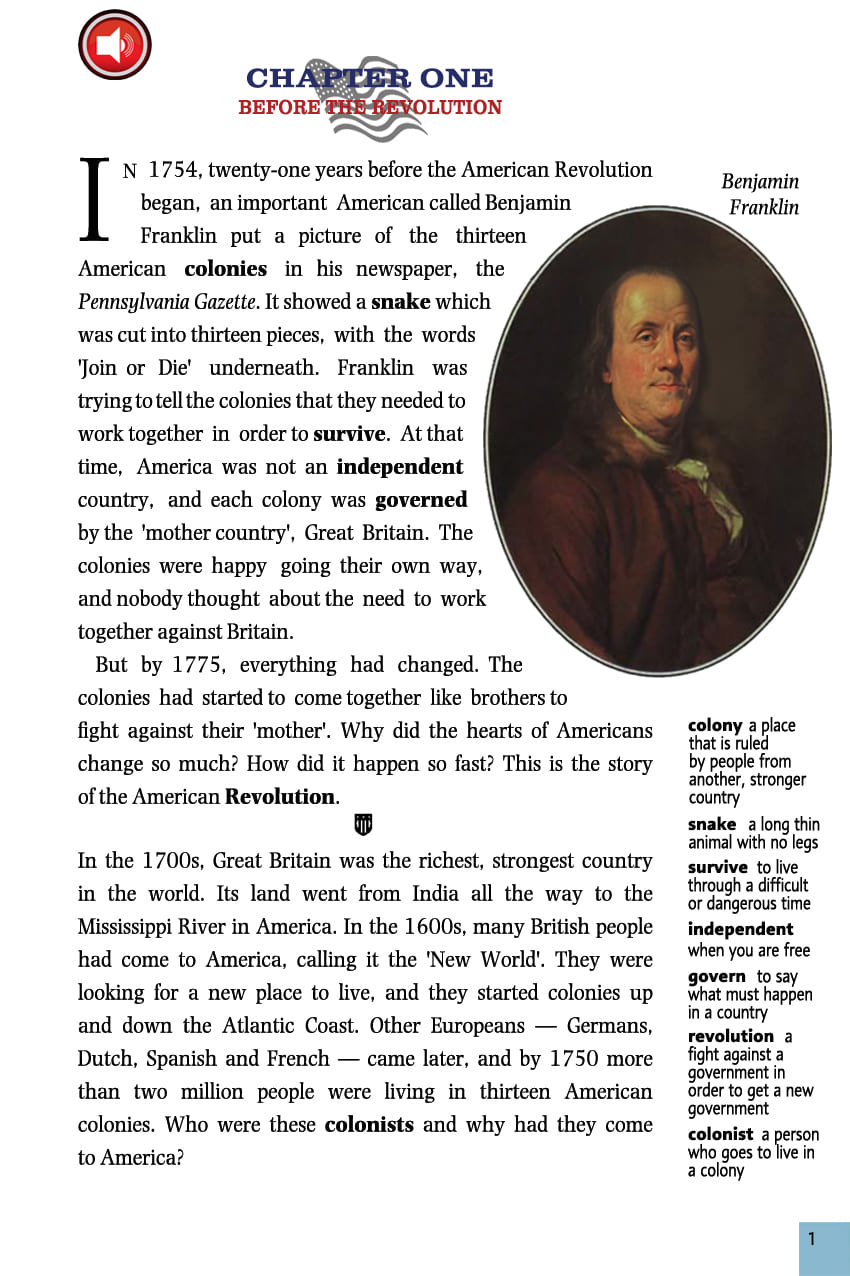 CHAPTER ONE
BEFORE THE REVOLUTION
IN 1754, twenty-one years before the American Revolution
began, an important American called Benjamin
Franklin put a picture of the thirteen
American colonies in his newspaper, the
Pennsylvania Gazette. It showed a snake which
was cut into thirteen pieces, with the words
'Join or Die' underneath. Franklin was
trying to tell the colonies that they needed to
work together in order to survive. At that
time, America was not an independent
country, and each colony was governed
by the 'mother country', Great Britain. The
colonies were happy going their own way,
and nobody thought about the need to work
together against Britain.
But by 1775, everything had changed. The
colonies had started to come together like brothers to
fight against their 'mother'. Why did the hearts of Americans
change so much? How did it happen so fast? This is the story
of the American Revolution.
In the 1700s, Great Britain was the richest, strongest country
in the world. Its land went from India all the way to the
Mississippi River in America. In the 1600s, many British people
had come to America, calling it the 'New World'. They were
looking for a new place to live, and they started colonies up
and down the Atlantic Coast. Other Europeans — Germans,
Dutch, Spanish and French — came later, and by 1750 more
than two million people were living in thirteen American
colonies. Who were these colonists and why had they come
to America?
Benjamin
Franklin
colony a place
that is ruled
by people from
another, stronger
country
snake a long thin
animal with no legs
survive to live
through a difficult
or dangerous time
independent
when you are free
govern to say
what must happen
in a country
revolution a
fight against a
government in
order to get a new
government
colonist a person
who goes to live in
a colony
1